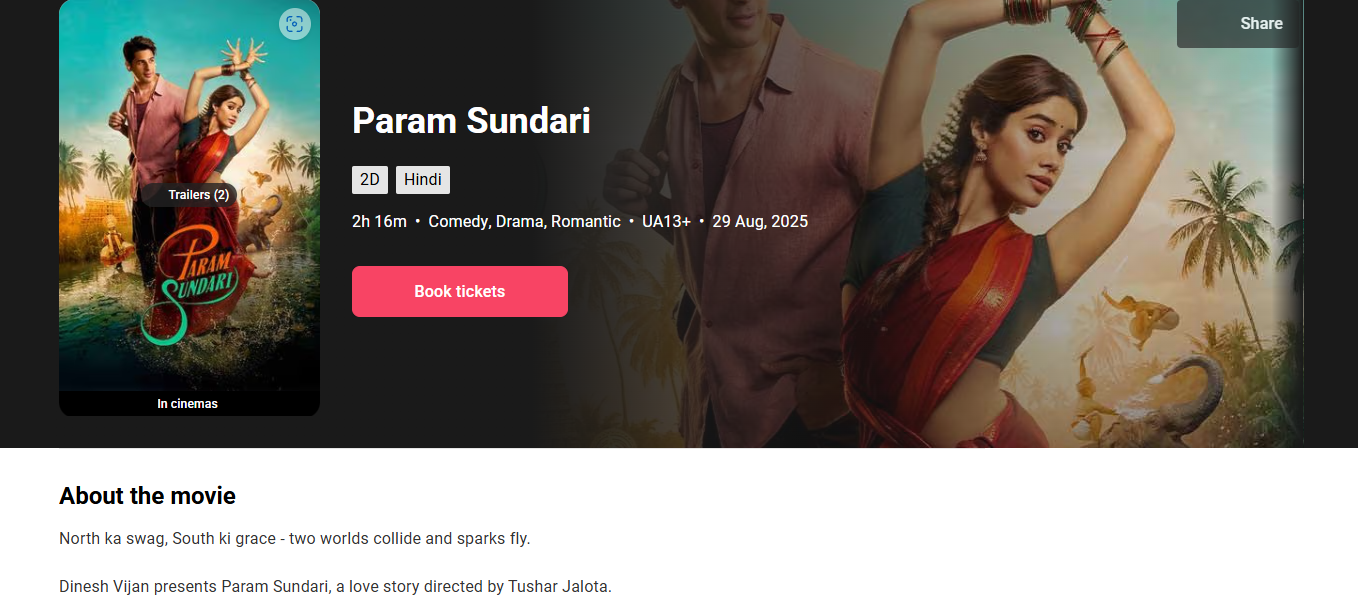 Share
Trailers (2)
PARAM
SUNDARI
In cinemas
Param Sundari
2D Hindi
2h 16m • Comedy, Drama, Romantic • UA13+ • 29 Aug, 2025
Book tickets
About the movie
North ka swag, South ki grace - two worlds collide and sparks fly.
Dinesh Vijan presents Param Sundari, a love story directed by Tushar Jalota.